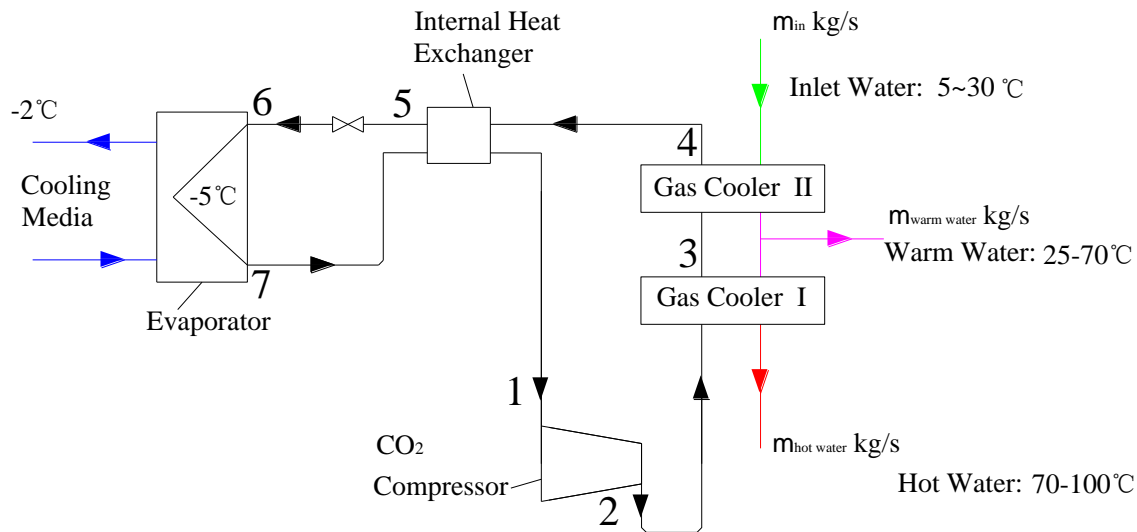 Internal Heat
Exchanger
min kg/s
Inlet Water: 5~30 ℃
-2℃
6
5
4
Cooling
Media
-5℃
Gas Cooler II
mwarm water kg/s
Warm Water: 25-70℃
3
7
Gas Cooler I
Evaporator
1
CO2
Compressor
2
mhot water kg/s
Hot Water: 70-100℃